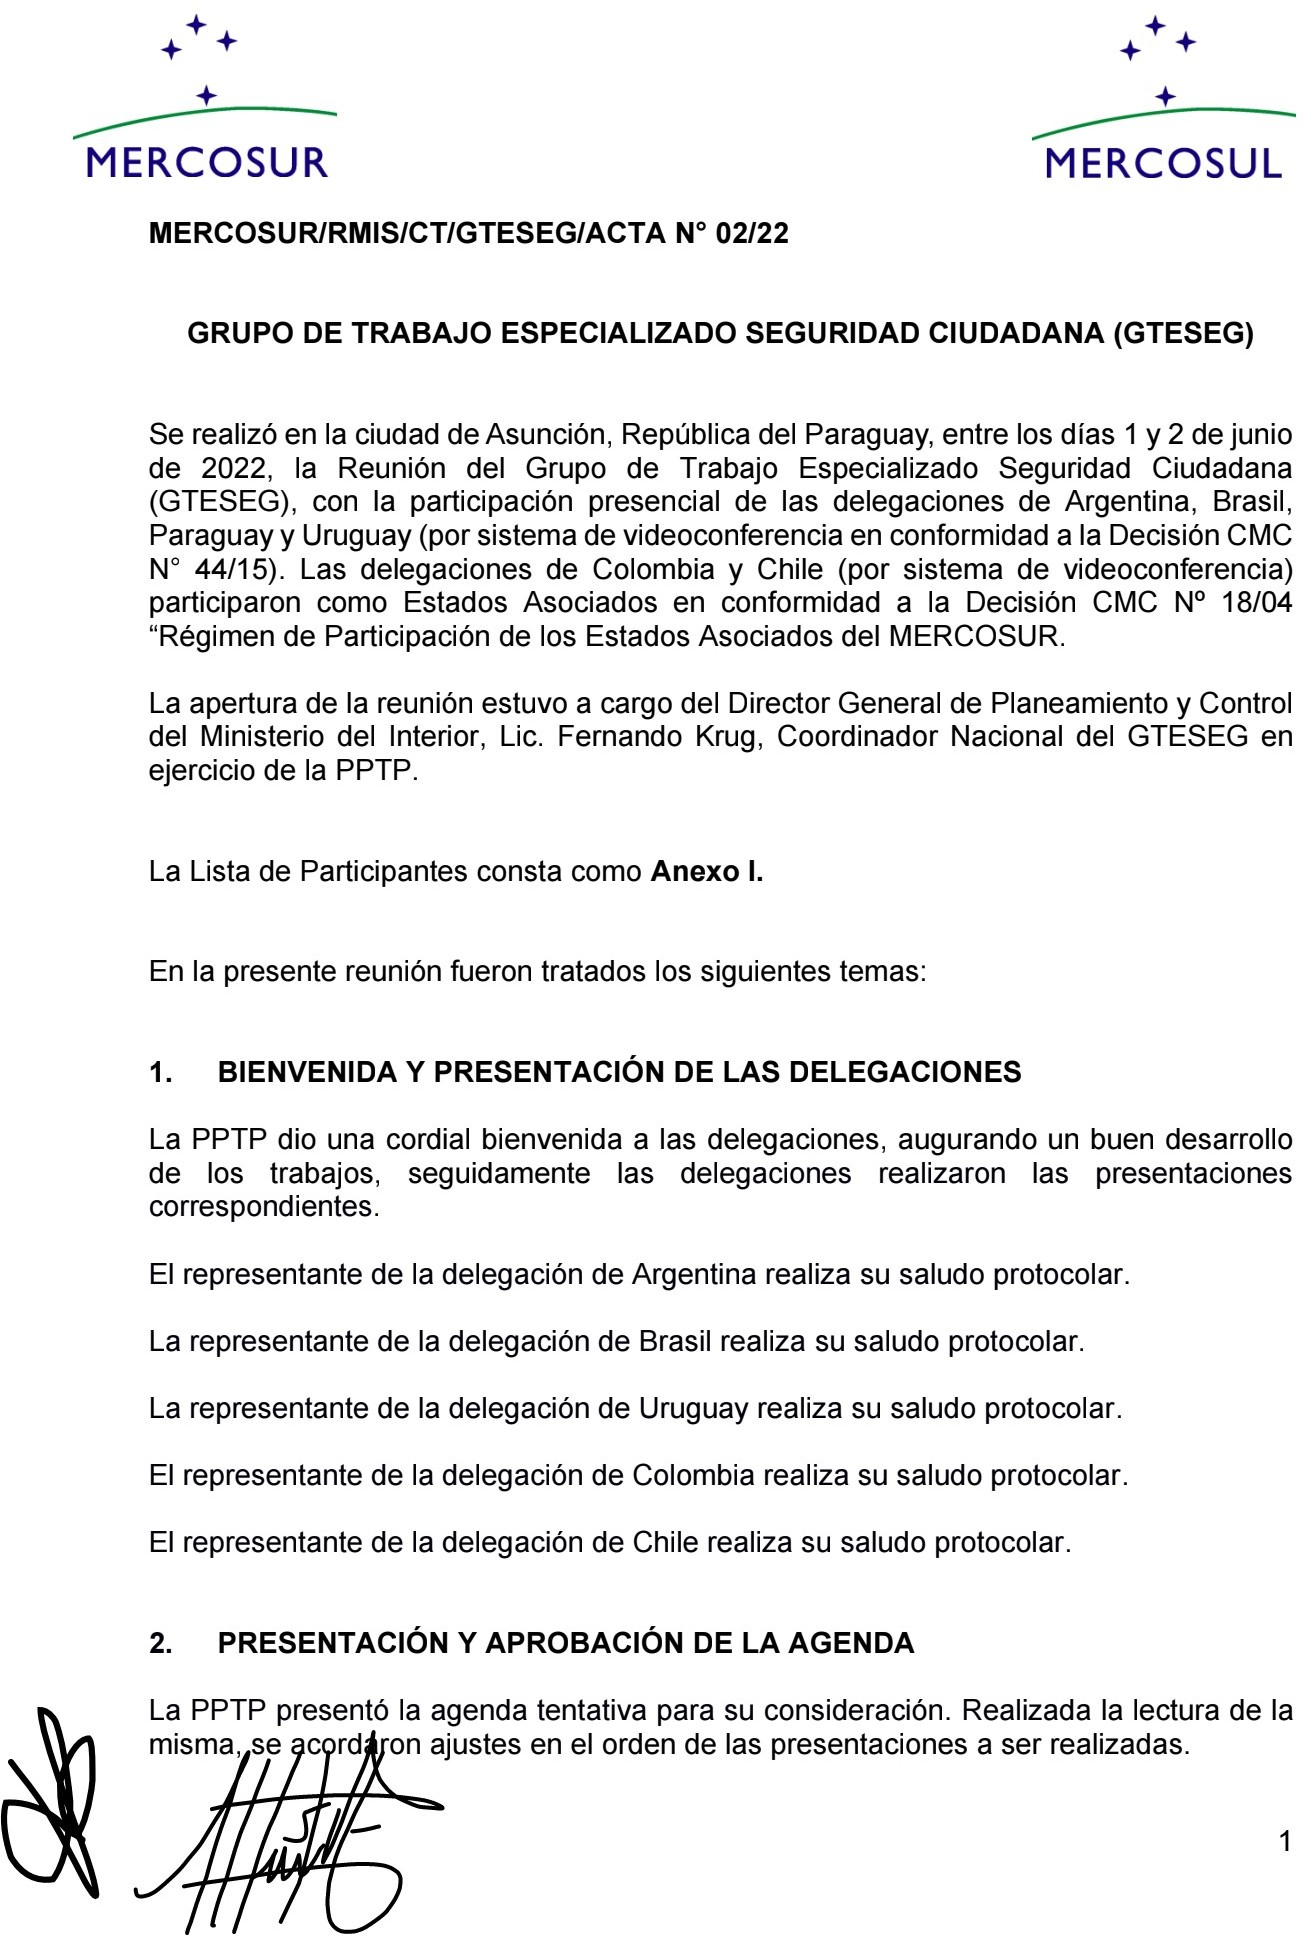 MERCOSUR
MERCOSUL
MERCOSUR/RMIS/CT/GTESEG/ACTA N° 02/22
GRUPO DE TRABAJO ESPECIALIZADO SEGURIDAD CIUDADANA (GTESEG)
Se realizó en la ciudad de Asunción, República del Paraguay, entre los días 1 y 2 de junio
de 2022, la Reunión del Grupo de Trabajo Especializado Seguridad Ciudadana
(GTESEG), con la participación presencial de las delegaciones de Argentina, Brasil,
Paraguay y Uruguay (por sistema de videoconferencia en conformidad a la Decisión CMC
N° 44/15). Las delegaciones de Colombia y Chile (por sistema de videoconferencia)
participaron como Estados Asociados en conformidad a la Decisión CMC Nº 18/04
“Régimen de Participación de los Estados Asociados del MERCOSUR.
La apertura de la reunión estuvo a cargo del Director General de Planeamiento y Control
del Ministerio del Interior, Lic. Fernando Krug, Coordinador Nacional del GTESEG en
ejercicio de la PPTP.
La Lista de Participantes consta como Anexo I.
En la presente reunión fueron tratados los siguientes temas:
1. BIENVENIDA Y PRESENTACIÓN DE LAS DELEGACIONES
La PPTP dio una cordial bienvenida a las delegaciones, augurando un buen desarrollo
de los trabajos, seguidamente las delegaciones realizaron las presentaciones
correspondientes.
El representante de la delegación de Argentina realiza su saludo protocolar.
La representante de la delegación de Brasil realiza su saludo protocolar.
La representante de la delegación de Uruguay realiza su saludo protocolar.
El representante de la delegación de Colombia realiza su saludo protocolar.
El representante de la delegación de Chile realiza su saludo protocolar.
2. PRESENTACIÓN Y APROBACIÓN DE LA AGENDA
La PPTP presentó la agenda tentativa para su consideración. Realizada la lectura de la
misma, se acordaron ajustes en el orden de las presentaciones a ser realizadas.
1